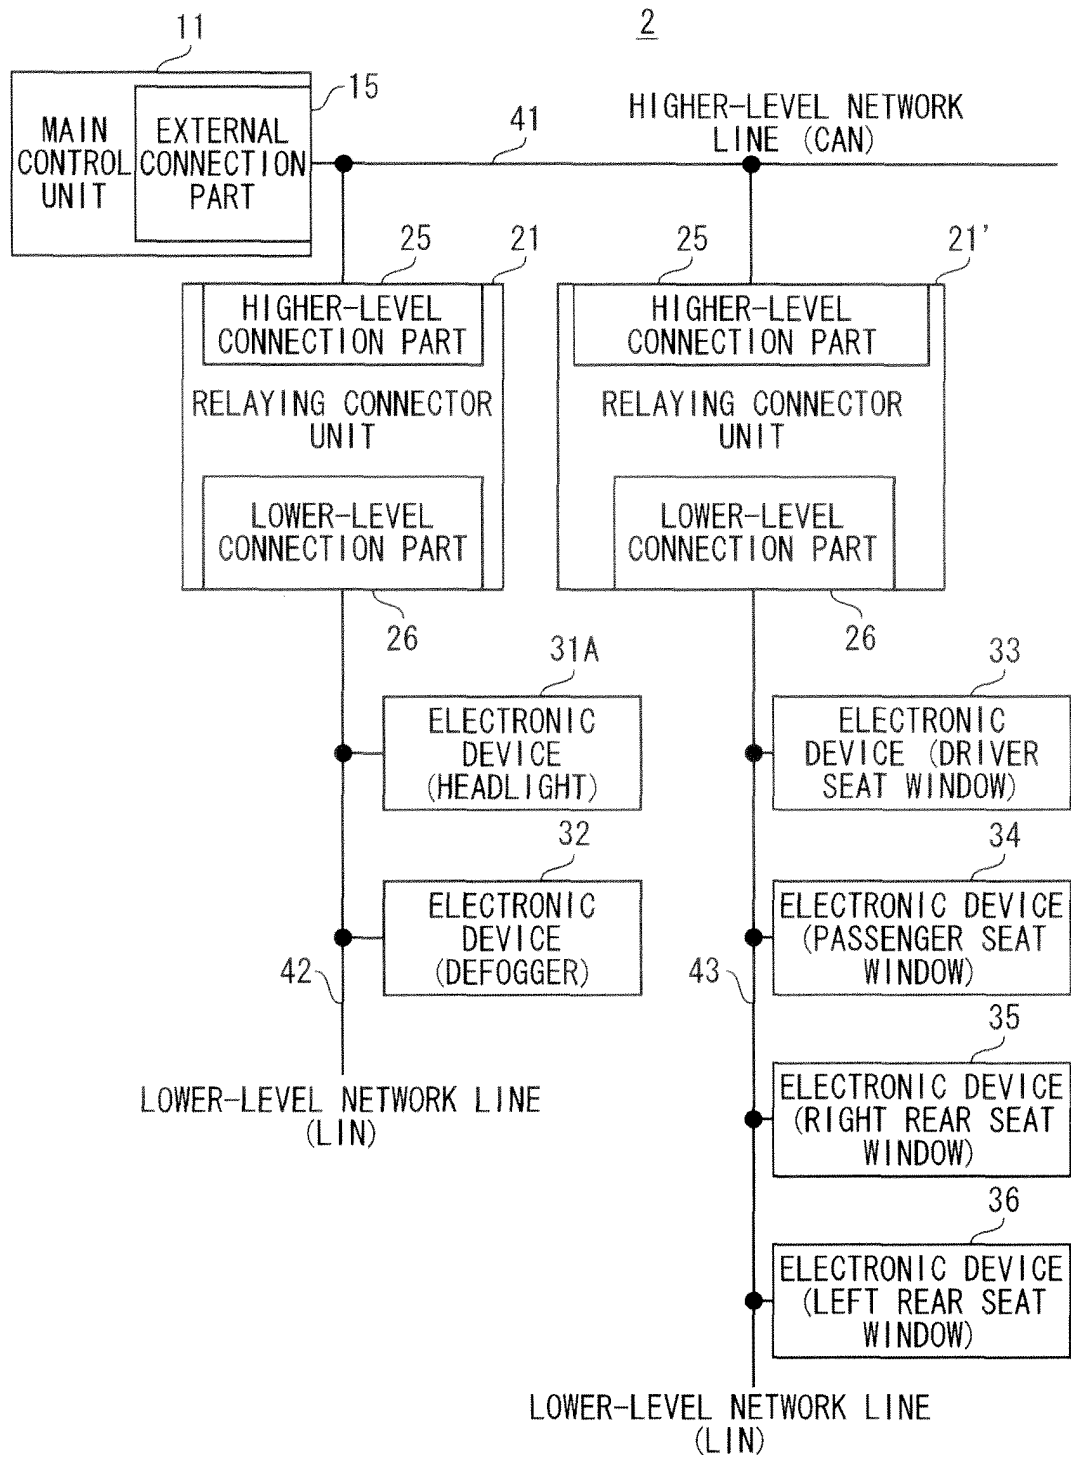 2
11
15
MAIN
CONTROL
UNIT
EXTERNAL
CONNECTION
PART
41
HIGHER-LEVEL NETWORK
LINE (CAN)
25
21
25
21'
HIGHER-LEVEL
CONNECTION PART
RELAYING CONNECTOR
UNIT
LOWER-LEVEL
CONNECTION PART
26
HIGHER-LEVEL
CONNECTION PART
RELAYING CONNECTOR
UNIT
LOWER-LEVEL
CONNECTION PART
26
31A
ELECTRONIC
DEVICE
(HEADLIGHT)
32
ELECTRONIC
DEVICE
(DEFOGGER)
42
LOWER-LEVEL NETWORK LINE
(LIN)
33
ELECTRONIC
DEVICE (DRIVER
SEAT WINDOW)
34
ELECTRONIC DEVICE
(PASSENGER SEAT
WINDOW)
43
35
ELECTRONIC DEVICE
(RIGHT REAR SEAT
WINDOW)
36
ELECTRONIC DEVICE
(LEFT REAR SEAT
WINDOW)
LOWER-LEVEL NETWORK LINE
(LIN)